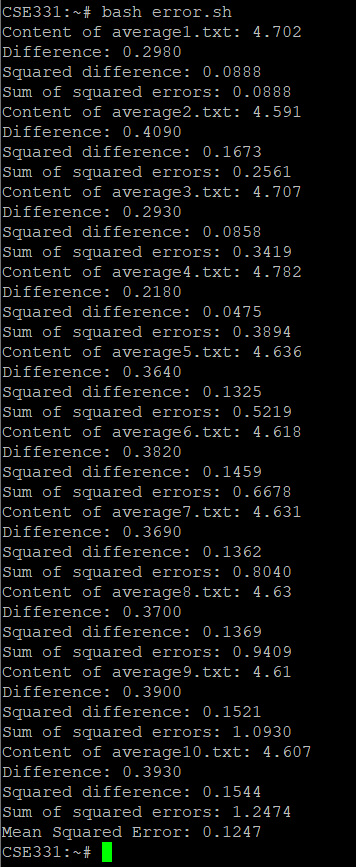 CSE331:~# bash error.sh
Content of average1.txt: 4.702
Difference: 0.2980
Squared difference: 0.0888
Sum of squared errors: 0.0888
Content of average2.txt: 4.591
Difference: 0.4090
Squared difference: 0.1673
Sum of squared errors: 0.2561
Content of average3.txt: 4.707
Difference: 0.2930
Squared difference: 0.0858
Sum of squared errors: 0.3419
Content of average4.txt: 4.782
Difference: 0.2180
Squared difference: 0.0475
Sum of squared errors: 0.3894
Content of average5.txt: 4.636
Difference: 0.3640
Squared difference: 0.1325
Sum of squared errors: 0.5219
Content of average6.txt: 4.618
Difference: 0.3820
Squared difference: 0.1459
Sum of squared errors: 0.6678
Content of average7.txt: 4.631
Difference: 0.3690
Squared difference: 0.1362
Sum of squared errors: 0.8040
Content of average8.txt: 4.63
Difference: 0.3700
Squared difference: 0.1369
Sum of squared errors: 0.9409
Content of average9.txt: 4.61
Difference: 0.3900
Squared difference: 0.1521
Sum of squared errors: 1.0930
Content of average10.txt: 4.607
Difference: 0.3930
Squared difference: 0.1544
Sum of squared errors: 1.2474
Mean Squared Error: 0.1247
CSE331:~#